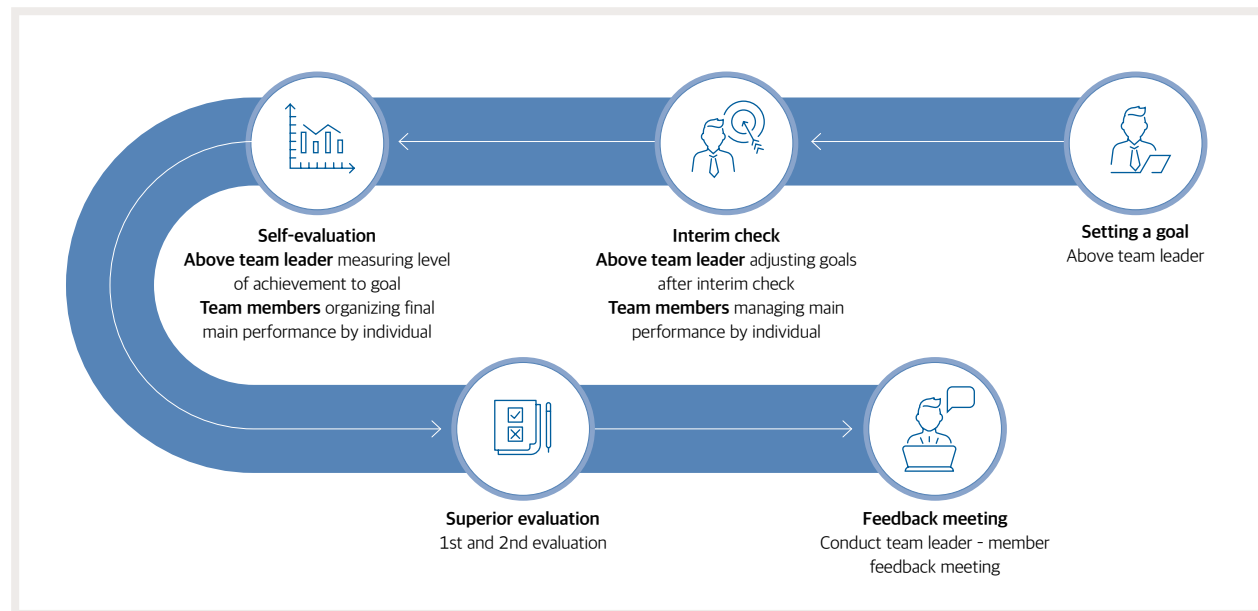 Self-evaluation
Above team leader measuring level
of achievement to goal
Team members organizing final
main performance by individual
Interim check
Above team leader adjusting goals
after interim check
Team members managing main
performance by individual
Setting a goal
Above team leader
Superior evaluation
1st and 2nd evaluation
Feedback meeting
Conduct team leader - member
feedback meeting